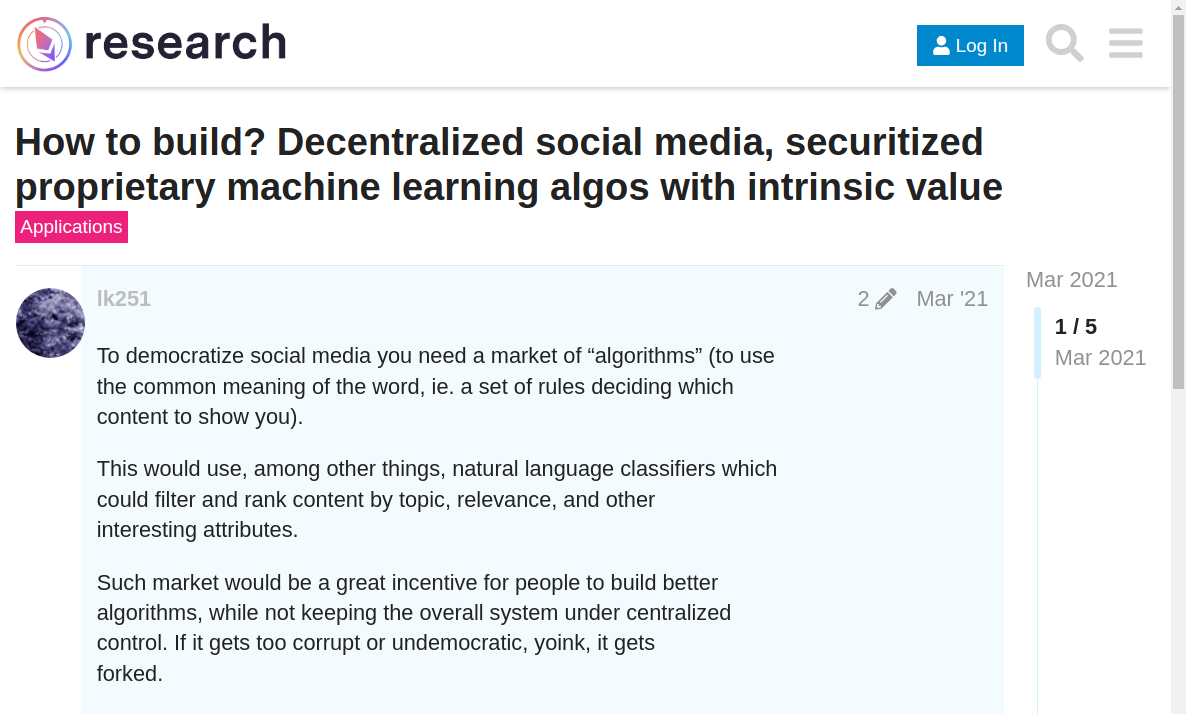 research
Log In
How to build? Decentralized social media, securitized
proprietary machine learning algos with intrinsic value
Applications
lk251
2
Mar '21
Mar 2021
1 / 5
Mar 2021
To democratize social media you need a market of “algorithms” (to use
the common meaning of the word, ie. a set of rules deciding which
content to show you).
This would use, among other things, natural language classifiers which
could filter and rank content by topic, relevance, and other
interesting attributes.
Such market would be a great incentive for people to build better
algorithms, while not keeping the overall system under centralized
control. If it gets too corrupt or undemocratic, yoink, it gets
forked.